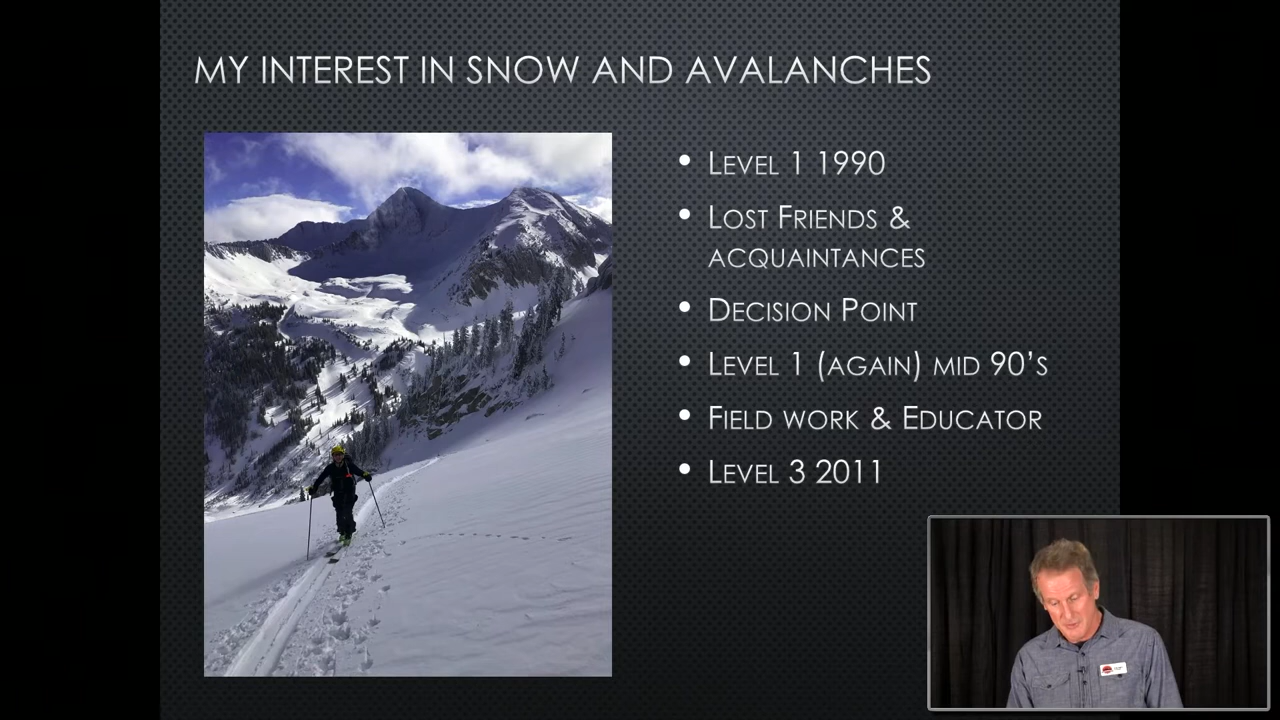 MY INTEREST IN SNOW AND AVALANCHES
• LEVEL 1 1990
• LOST FRIENDS &
ACQUAINTANCES
• DECISION POINT
• LEVEL 1 (AGAIN) MID 90'S
• FIELD WORK & EDUCATOR
• LEVEL 3 2011